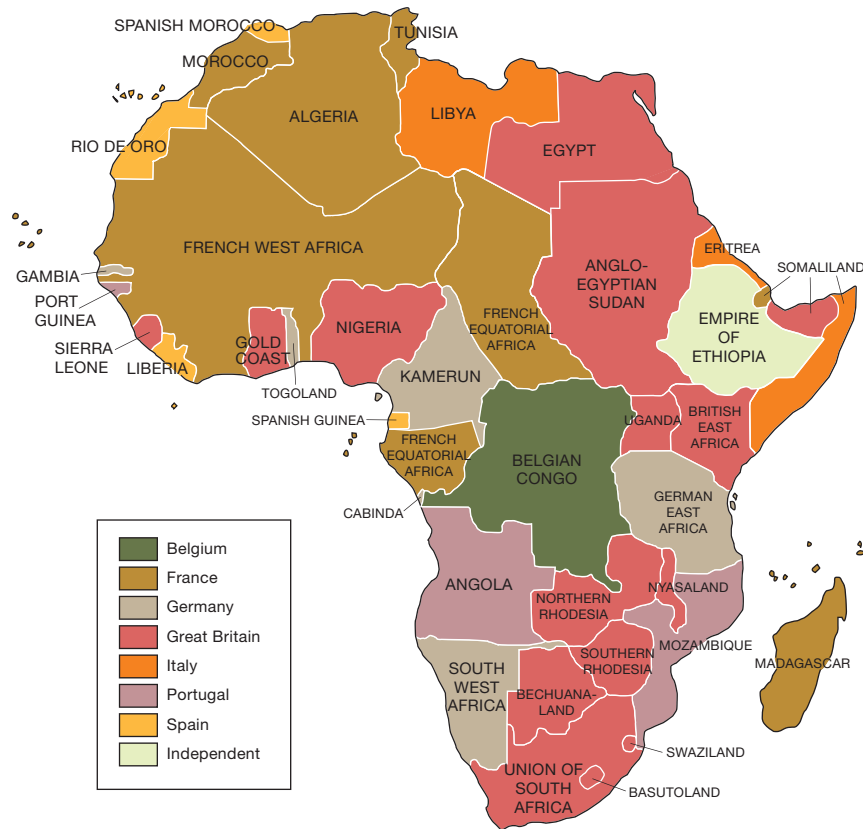 SPANISH MOROCCO
TUNISIA
MOROCCO
ALGERIA
LIBYA
EGYPT
RIO DE ORO
FRENCH WEST AFRICA
GAMBIA
PORT
GUINEA
SIERRA
LEONE
LIBERIA
GOLD
COAST
TOGOLAND
NIGERIA
KAMERUN
FRENCH
EQUATORIAL
AFRICA
ANGLO-
EGYPTIAN
SUDAN
ERITREA
SOMALILAND
EMPIRE
OF
ETHIOPIA
SPANISH GUINEA
FRENCH
EQUATORIAL
AFRICA
CABINDA
BELGIAN
CONGO
UGANDA
BRITISH
EAST
AFRICA
GERMAN
EAST
AFRICA
ANGOLA
NORTHERN
RHODESIA
NYASALAND
MOZAMBIQUE
SOUTHERN
RHODESIA
MADAGASCAR
SOUTH
WEST
AFRICA
BECHUANA-
LAND
SWAZILAND
UNION OF
SOUTH
AFRICA
BASUTOLAND
Belgium
France
Germany
Great Britain
Italy
Portugal
Spain
Independent